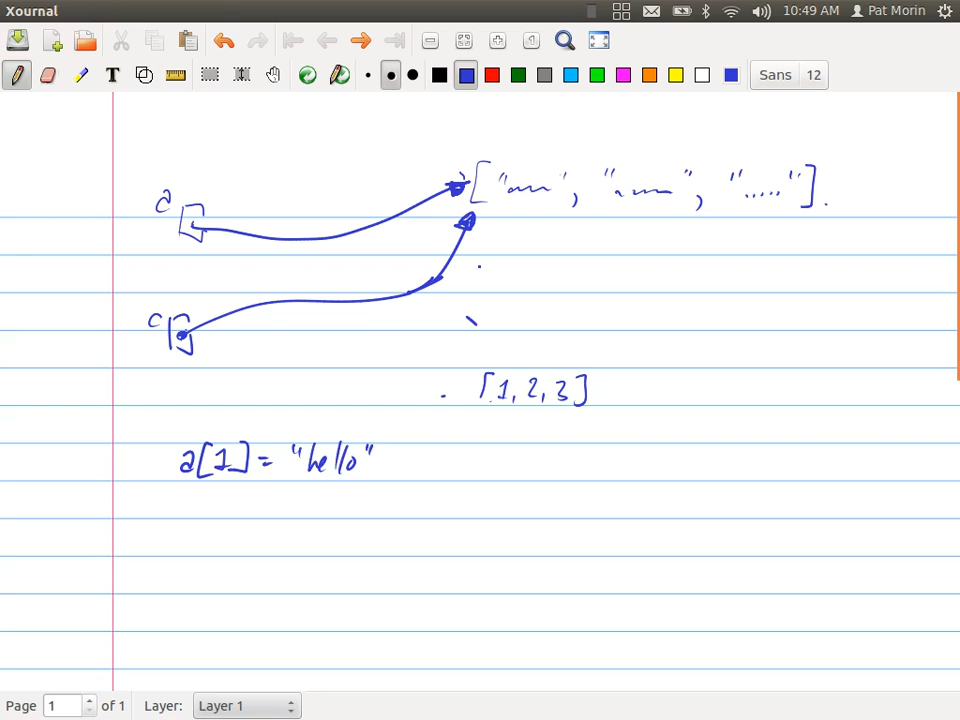 Xournal
10:49 AM Pat Morin
Sans 12
a
[" ", " ", "....."].
c
. [1, 2, 3]
a[1] = "hello"
Page 1 of 1 Layer: Layer 1